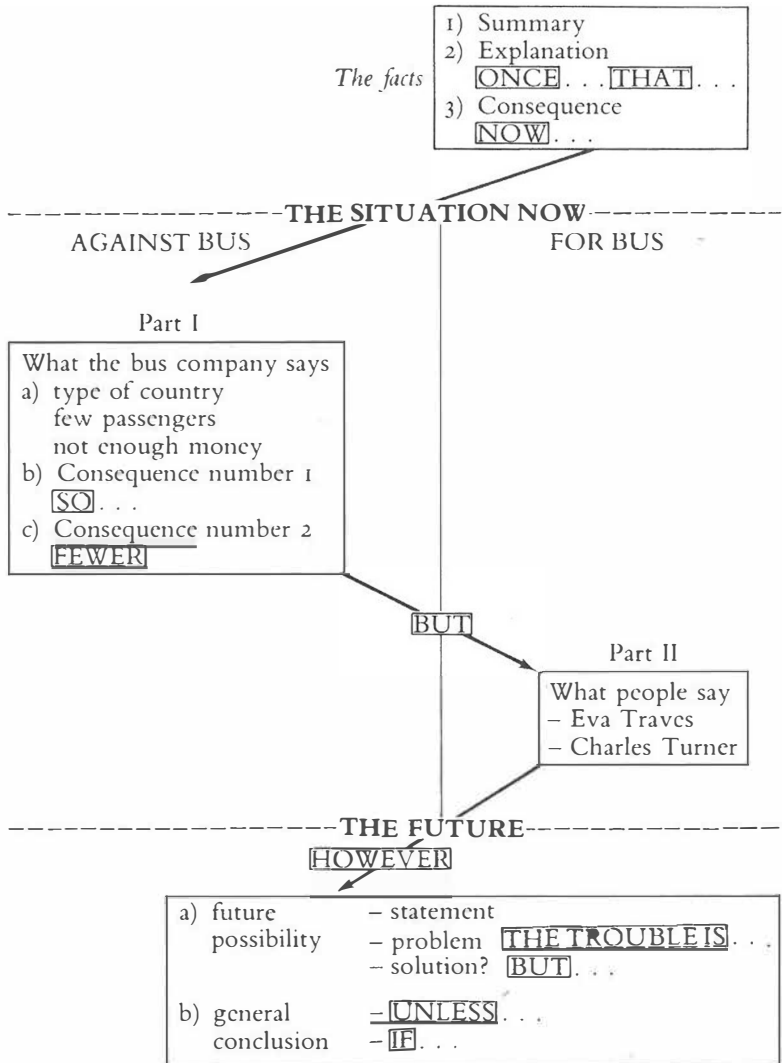 1) Summary
2) Explanation
The facts
ONCE . . . THAT . . .
3) Consequence
NOW . . .
THE SITUATION NOW
AGAINST BUS
FOR BUS
Part I
What the bus company says
a) type of country
few passengers
not enough money
b) Consequence number 1
SO . . .
c) Consequence number 2
FEWER
BUT
Part II
What people say
– Eva Traves
– Charles Turner
THE FUTURE
HOWEVER
a) future – statement
possibility – problem THE TROUBLE IS . . .
– solution? BUT . . .
b) general – UNLESS . . .
conclusion – IF . . .